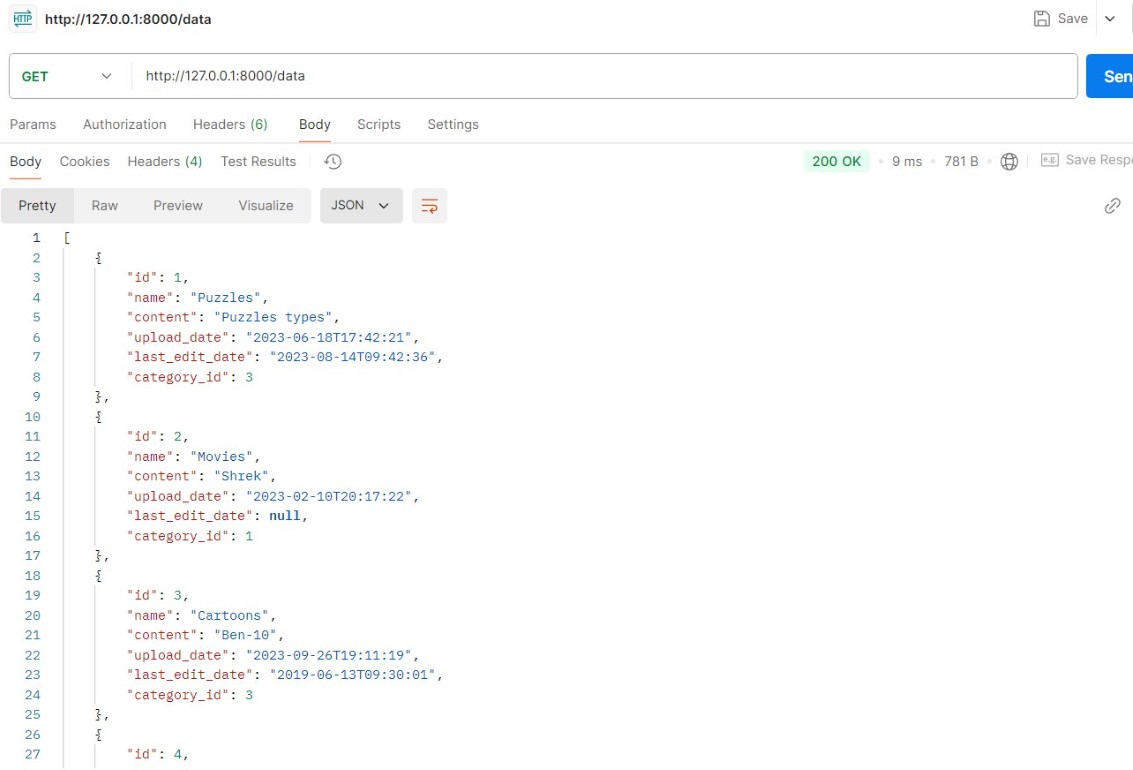 HTTP http://127.0.0.1:8000/data Save
GET http://127.0.0.1:8000/data
Params Authorization Headers (6) Body Scripts Settings
Body Cookies Headers (4) Test Results 200 OK 9 ms 781 B e.g. Save Resp
Pretty Raw Preview Visualize JSON
1 [
2 {
3 "id": 1,
4 "name": "Puzzles",
5 "content": "Puzzles types",
6 "upload_date": "2023-06-18T17:42:21",
7 "last_edit_date": "2023-08-14T09:42:36",
8 "category_id": 3
9 },
10 {
11 "id": 2,
12 "name": "Movies",
13 "content": "Shrek",
14 "upload_date": "2023-02-10T20:17:22",
15 "last_edit_date": null,
16 "category_id": 1
17 },
18 {
19 "id": 3,
20 "name": "Cartoons",
21 "content": "Ben-10",
22 "upload_date": "2023-09-26T19:11:19",
23 "last_edit_date": "2019-06-13T09:30:01",
24 "category_id": 3
25 },
26 {
27 "id": 4,